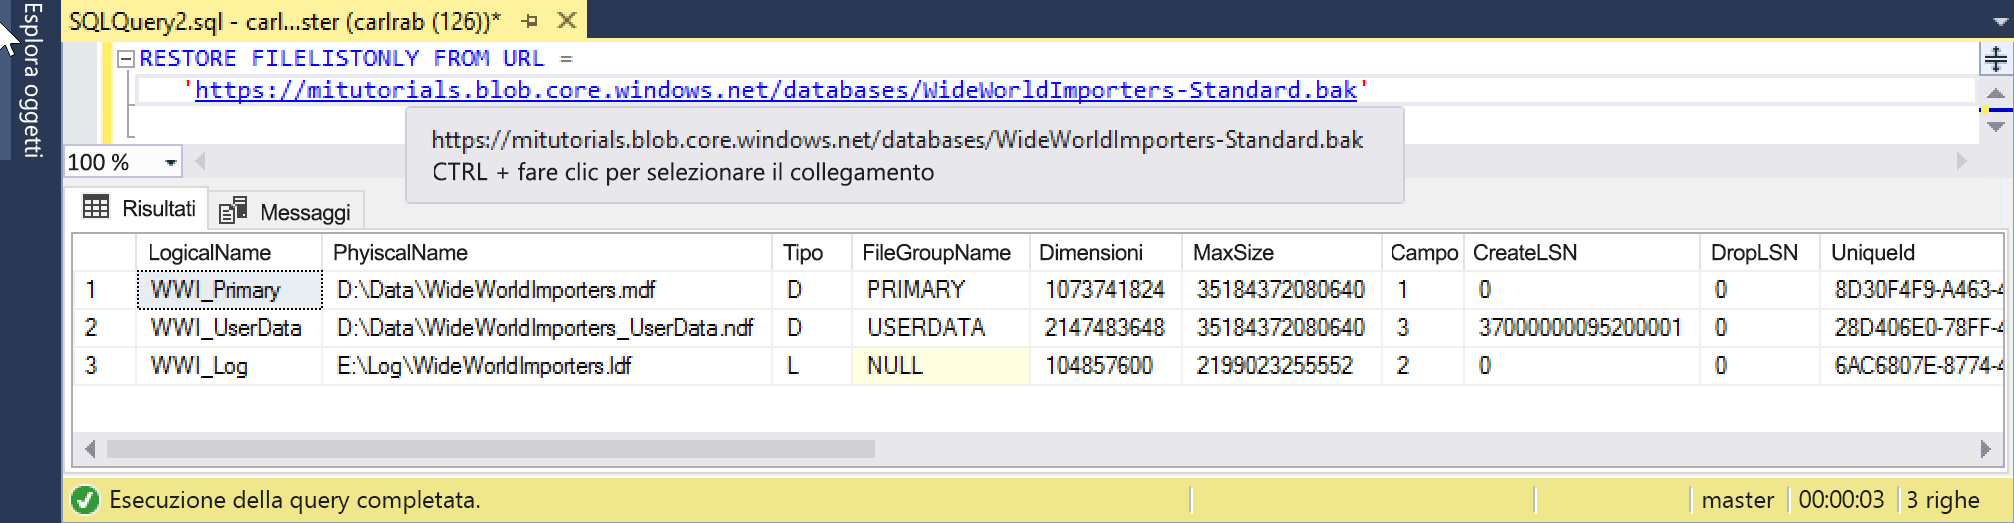 Esplora oggetti
SQLQuery2.sql - carl...ster (carlrab (126))*
RESTORE FILELISTONLY FROM URL =
'https://mitutorials.blob.core.windows.net/databases/WideWorldImporters-Standard.bak'
https://mitutorials.blob.core.windows.net/databases/WideWorldImporters-Standard.bak
CTRL + fare clic per selezionare il collegamento
100 %
Risultati Messaggi
LogicalName PhyiscalName Tipo FileGroupName Dimensioni MaxSize Campo CreateLSN DropLSN UniqueId
1 WWI_Primary D:\Data\WideWorldImporters.mdf D PRIMARY 1073741824 35184372080640 1 0 0 8D30F4F9-A463-4
2 WWI_UserData D:\Data\WideWorldImporters_UserData.ndf D USERDATA 2147483648 35184372080640 3 37000000095200001 0 28D406E0-78FF-4
3 WWI_Log E:\Log\WideWorldImporters.ldf L NULL 104857600 2199023255552 2 0 0 6AC6807E-8774-4
Esecuzione della query completata. master 00:00:03 3 righe